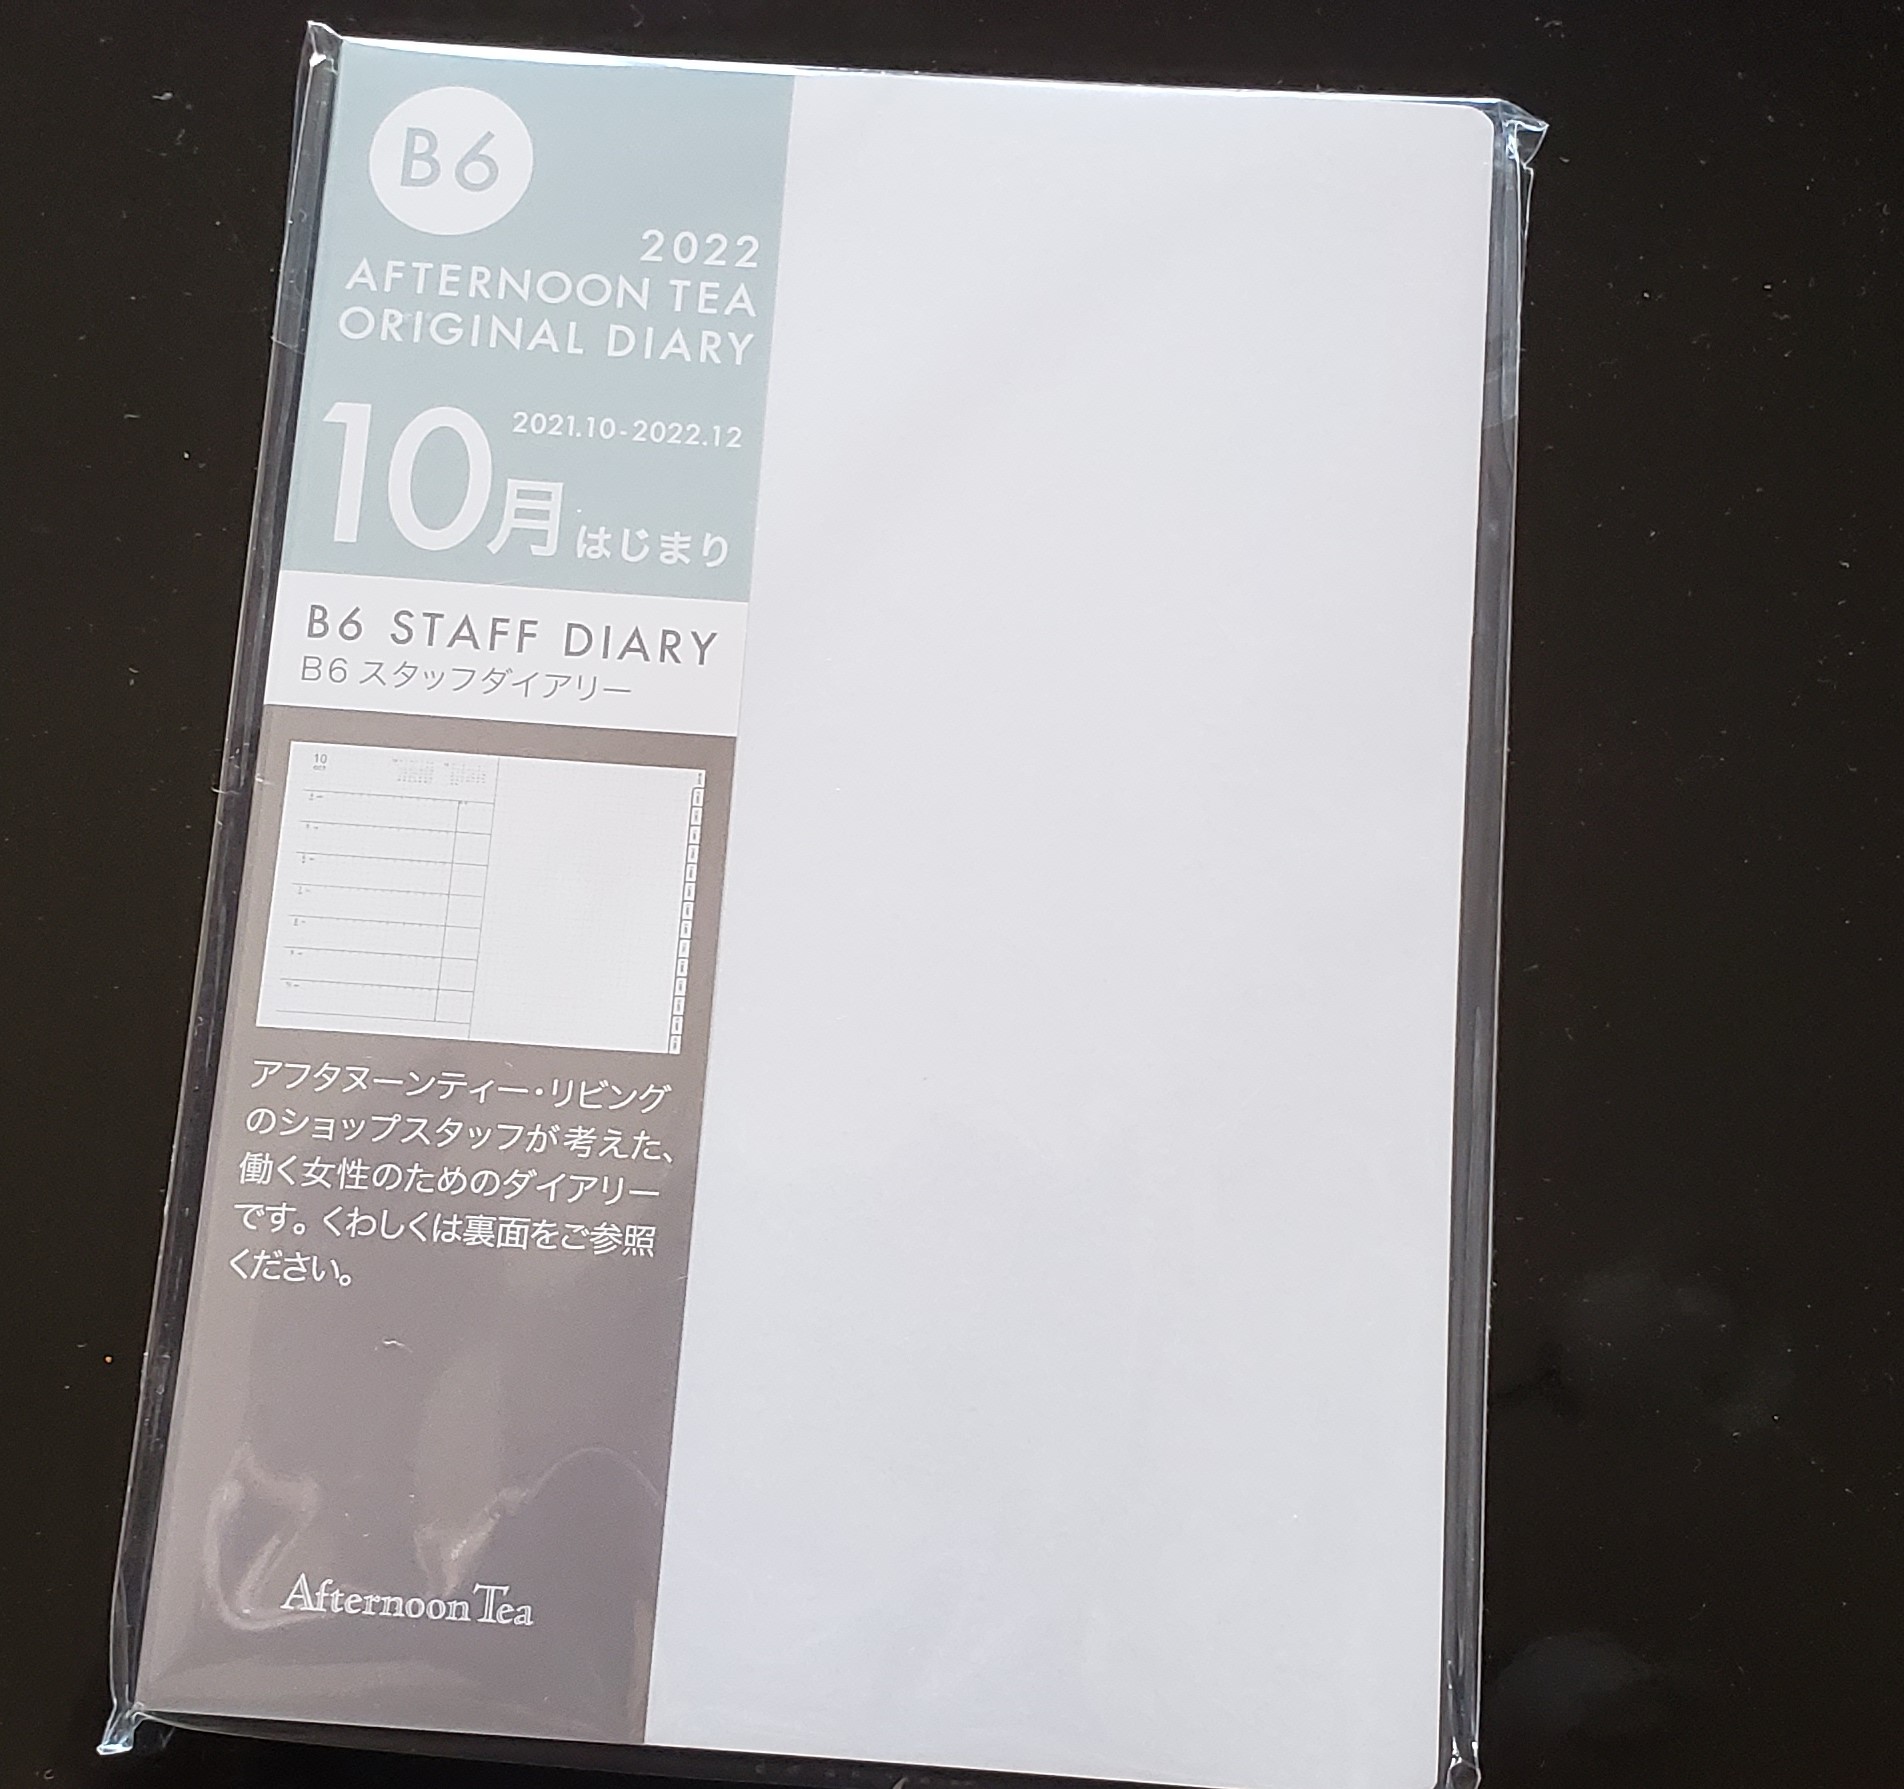 B6
2022
AFTERNOON TEA
ORIGINAL DIARY
2021.10-2022.12
10月はじまり
B6 STAFF DIARY
B6 スタッフダイアリー
10
アフタヌーンティー・リビング
のショップスタッフが考えた、
働く女性のためのダイアリー
です。くわしくは裏面をご参照
ください。
Afternoon Tea